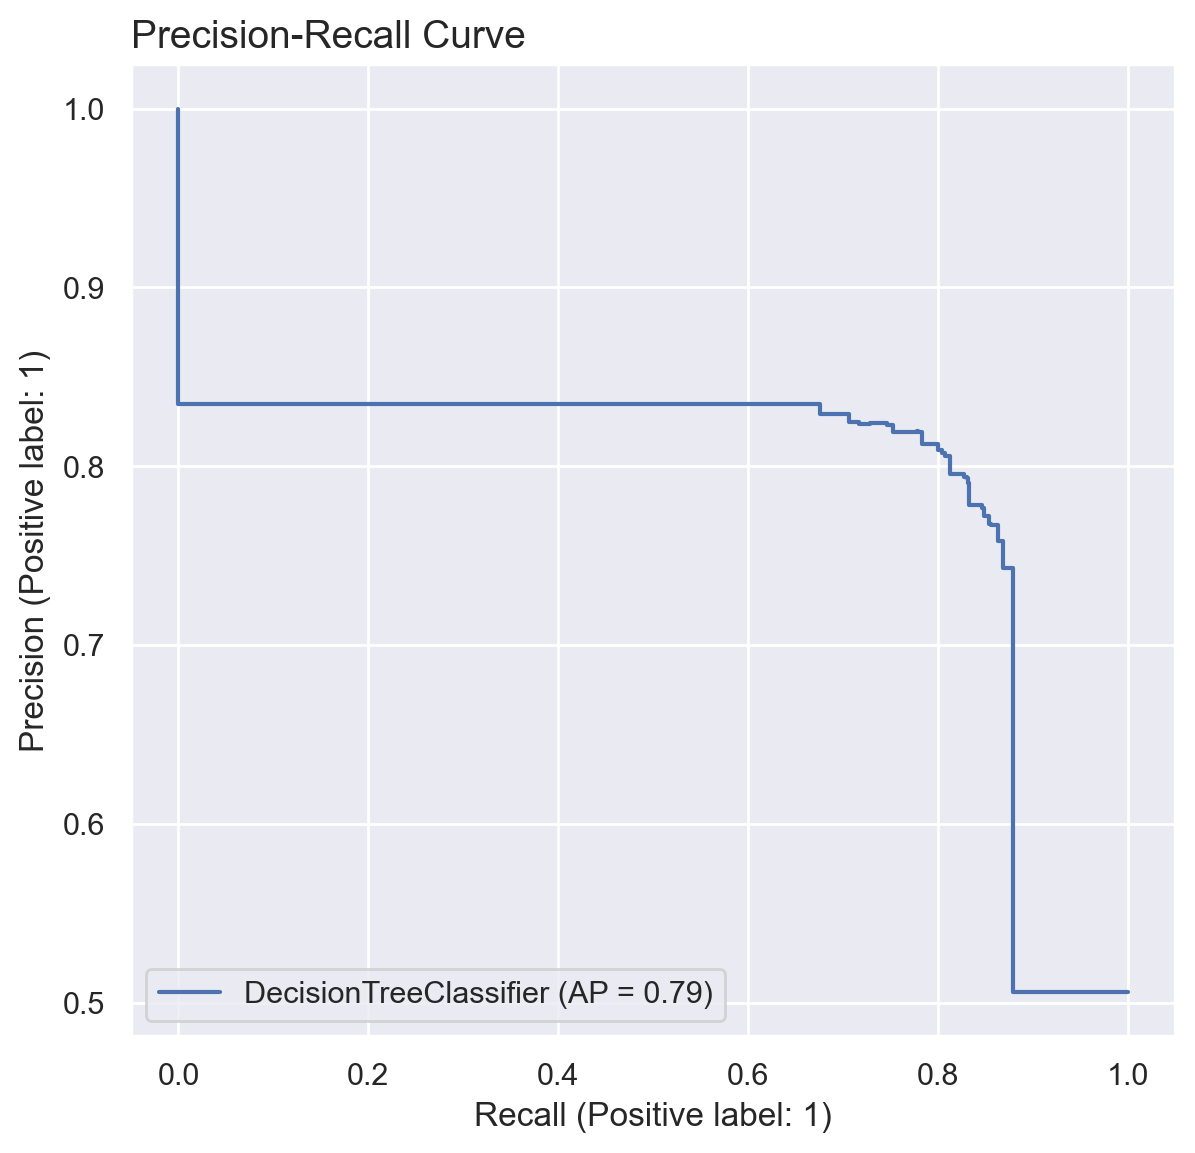 Precision-Recall Curve
1.0
0.9
0.8
0.7
0.6
0.5
Precision (Positive label: 1)
DecisionTreeClassifier (AP = 0.79)
0.0 0.2 0.4 0.6 0.8 1.0
Recall (Positive label: 1)